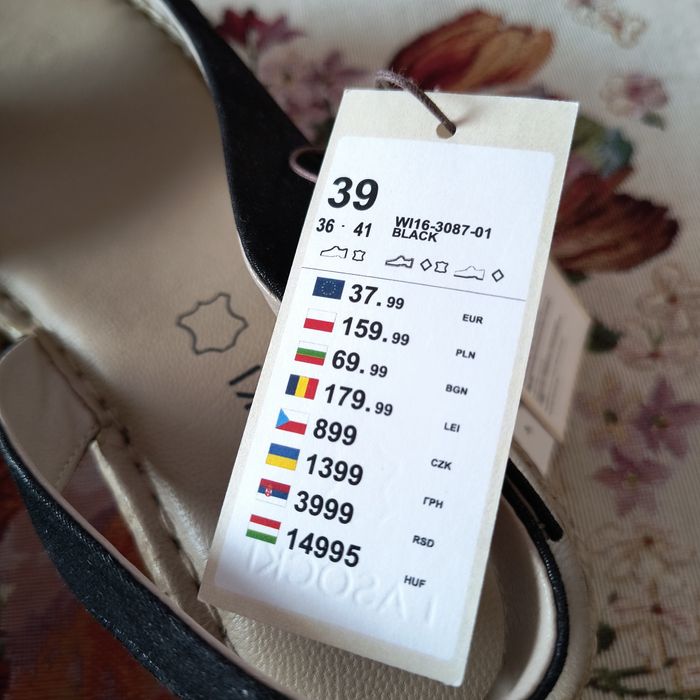 39
36 - 41
WI16-3087-01
BLACK
37.99 EUR
159.99 PLN
69.99 BGN
179.99 LEI
899 CZK
1399 ГРН
3999 RSD
14995 HUF
LASOCKI